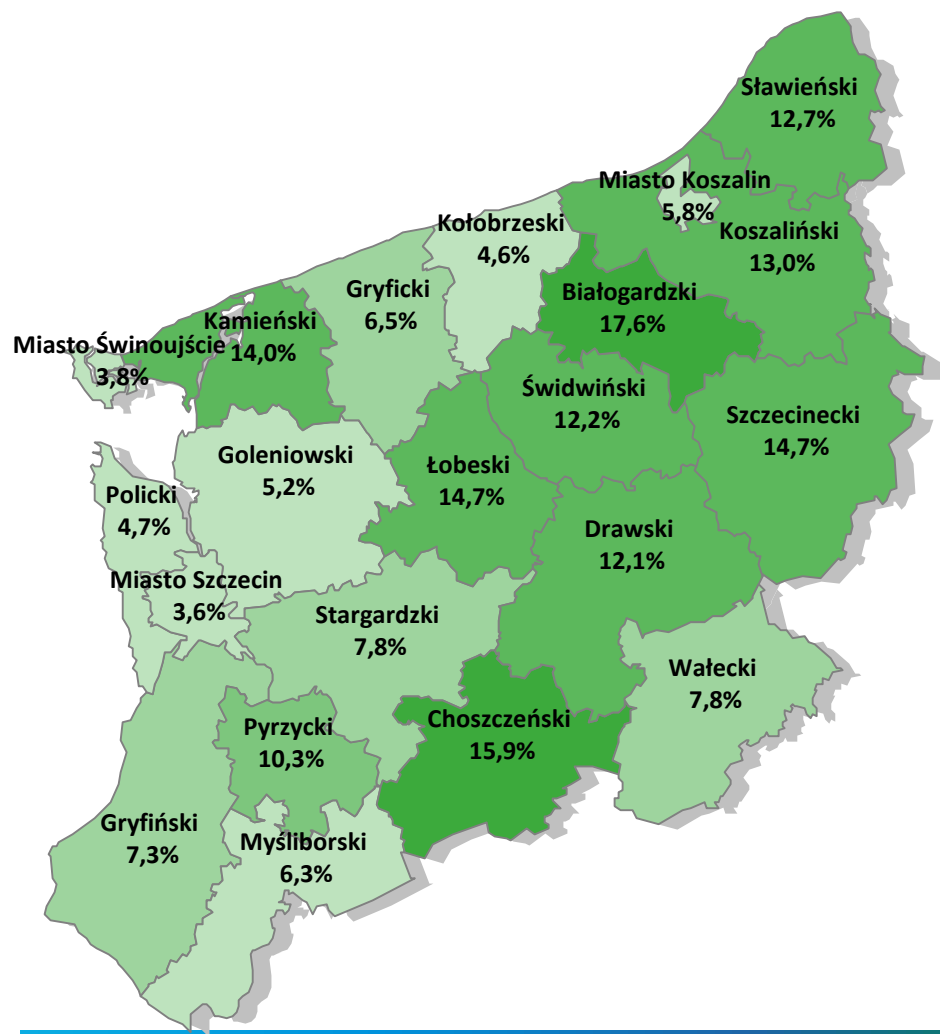 Sławieński
12,7%
Miasto Koszalin
5,8%
Kołobrzeski
4,6%
Koszaliński
13,0%
Gryficki
6,5%
Białogardzki
17,6%
Kamieński
14,0%
Miasto Świnoujście
3,8%
Świdwiński
12,2%
Szczecinecki
14,7%
Goleniowski
5,2%
Łobeski
14,7%
Policki
4,7%
Drawski
12,1%
Miasto Szczecin
3,6%
Stargardzki
7,8%
Wałecki
7,8%
Choszczeński
15,9%
Pyrzycki
10,3%
Gryfiński
7,3%
Myśliborski
6,3%